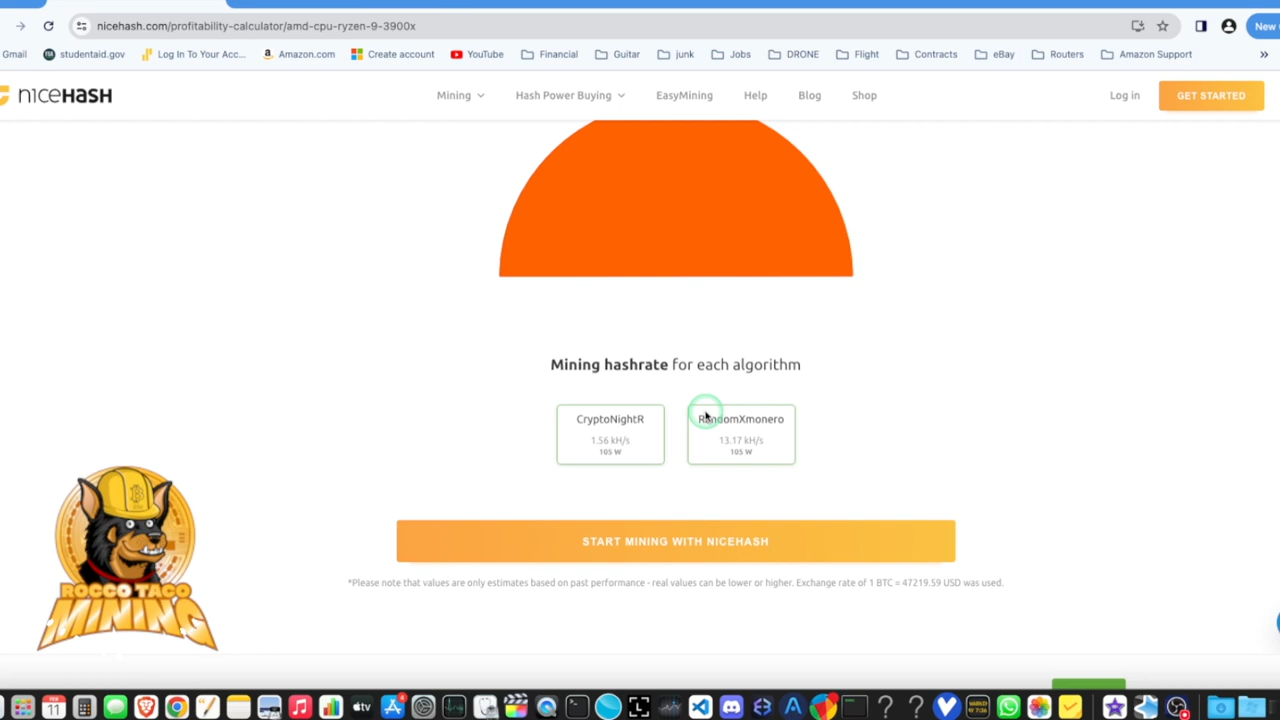 nicehash.com/profitability-calculator/amd-cpu-ryzen-9-3900x
New
Gmail studentaid.gov Log In To Your Acc... Amazon.com Create account YouTube Financial Guitar junk Jobs DRONE Flight Contracts eBay Routers Amazon Support »
niceHASH Mining Hash Power Buying EasyMining Help Blog Shop Log in GET STARTED
Mining hashrate for each algorithm
CryptoNightR RandomXmonero
1.56 kH/s 13.17 kH/s
105 W 105 W
START MINING WITH NICEHASH
*Please note that values are only estimates based on past performance - real values can be lower or higher. Exchange rate of 1 BTC = 47219.59 USD was used.
ROCCO TACO
MINING
FEB
11
tv
4